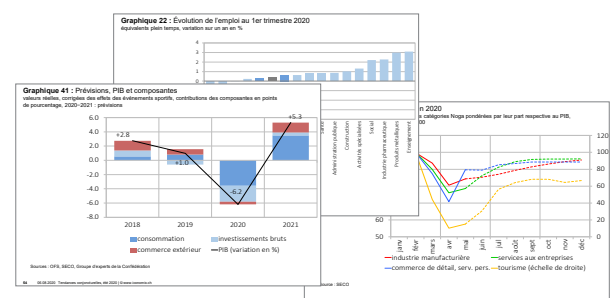 Graphique 22 : Évolution de l'emploi au 1er trimestre 2020
équivalents plein temps, variation sur un an en %
4
3
2
1
0
Santé
Administration publique
Construction
Activités spécialisées
Social
Industrie pharmaceutique
Produits métalliques
Enseignement
Graphique 41 : Prévisions, PIB et composantes
valeurs réelles, corrigées des effets des événements sportifs, contributions des composantes en points
de pourcentage, 2020–2021 : prévisions
6.0
4.0
2.0
0.0
-2.0
-4.0
-6.0
-8.0
+2.8
+1.0
-6.2
+5.3
2018 2019 2020 2021
consommation investissements bruts
commerce extérieur PIB (variation en %)
Sources : OFS, SECO, Groupe d'experts de la Confédération
n 2020
s catégories Noga pondérées par leur part respective au PIB,
00
120
100
80
60
40
20
0
60
50
janv févr mars avr mai juin juil août sept oct nov déc
industrie manufacturière services aux entreprises
commerce de détail, serv. pers. tourisme (échelle de droite)
: SECO